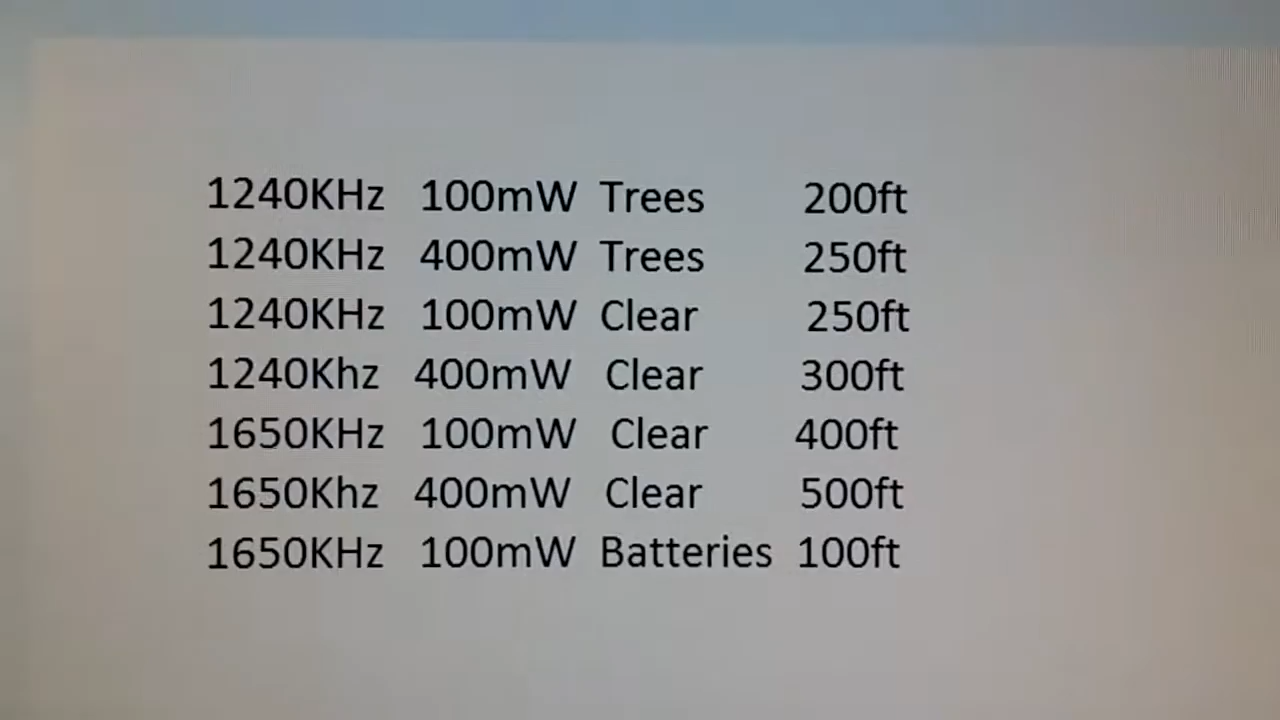 1240KHz 100mW Trees 200ft
1240KHz 400mW Trees 250ft
1240KHz 100mW Clear 250ft
1240Khz 400mW Clear 300ft
1650KHz 100mW Clear 400ft
1650Khz 400mW Clear 500ft
1650KHz 100mW Batteries 100ft